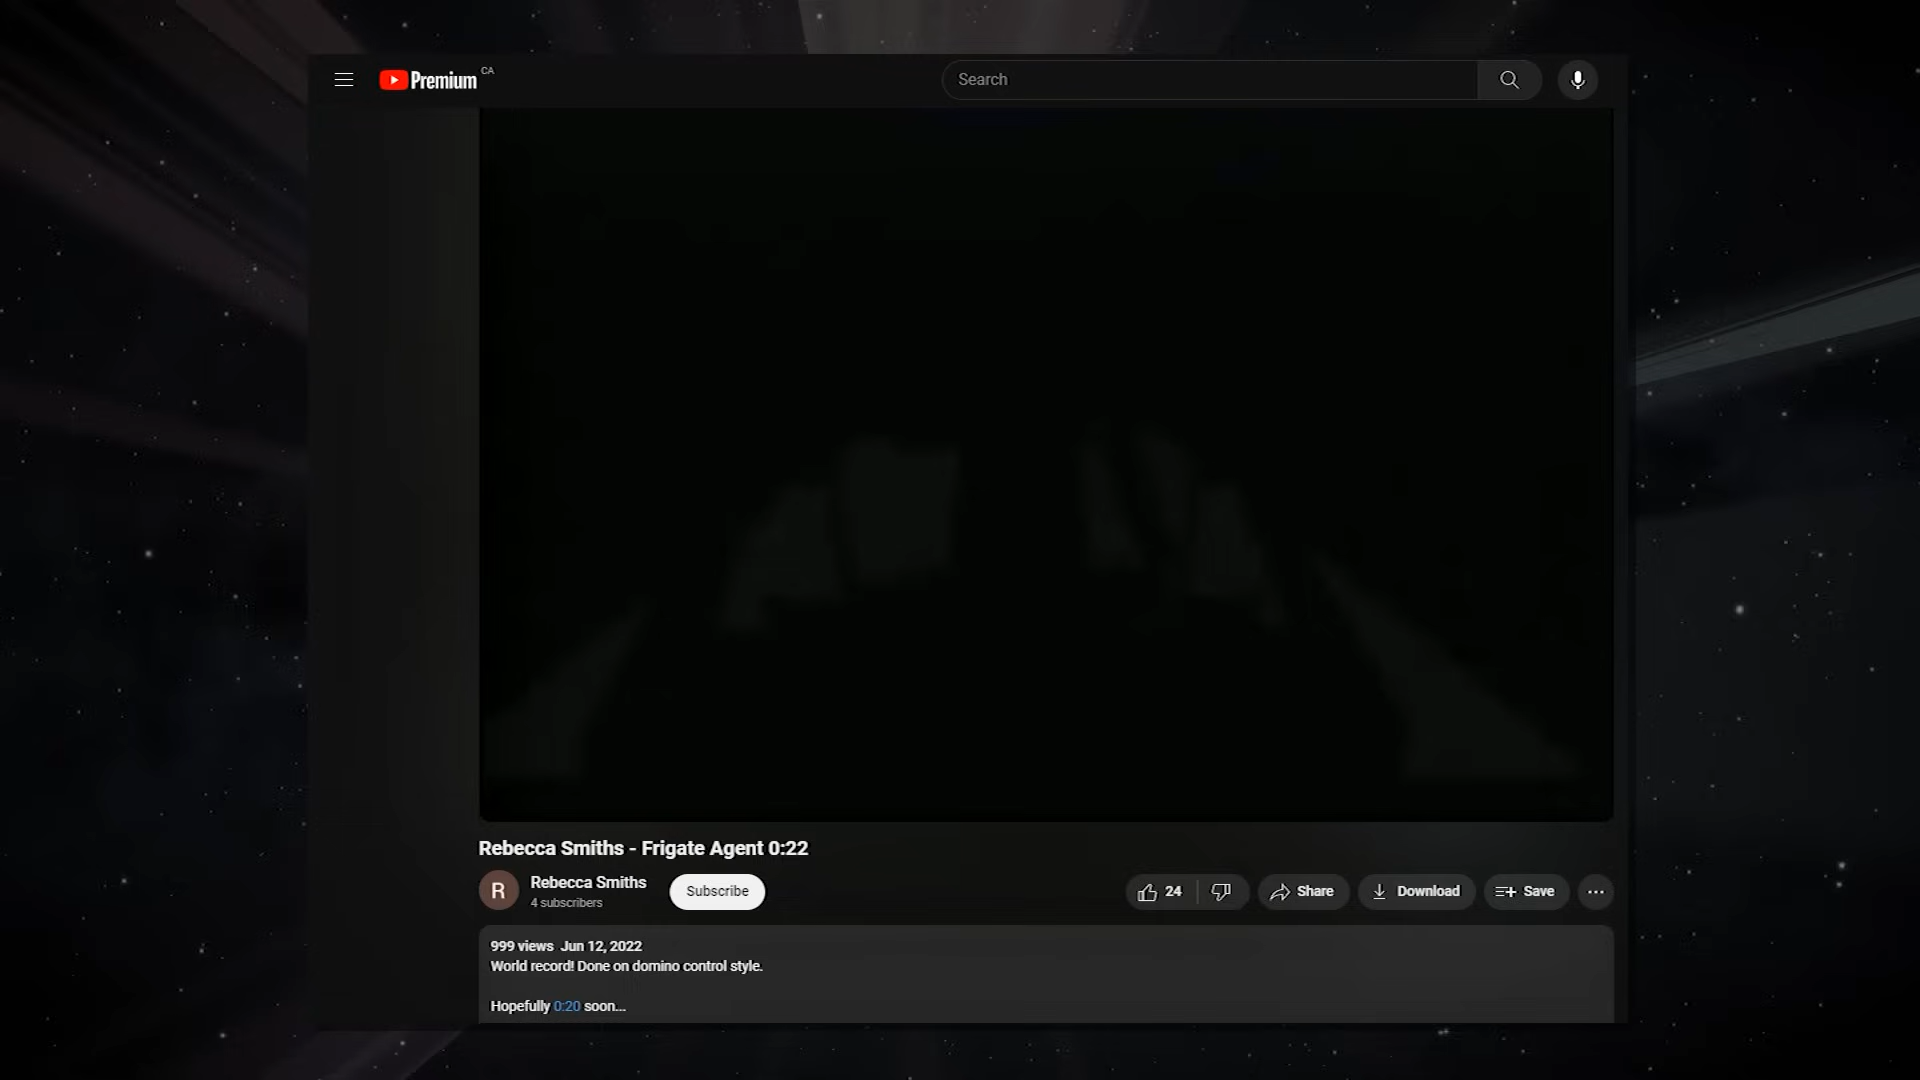 Premium CA
Search
Rebecca Smiths - Frigate Agent 0:22
R
Rebecca Smiths
4 subscribers
Subscribe
24
Share
Download
Save
999 views Jun 12, 2022
World record! Done on domino control style.
Hopefully 0:20 soon...